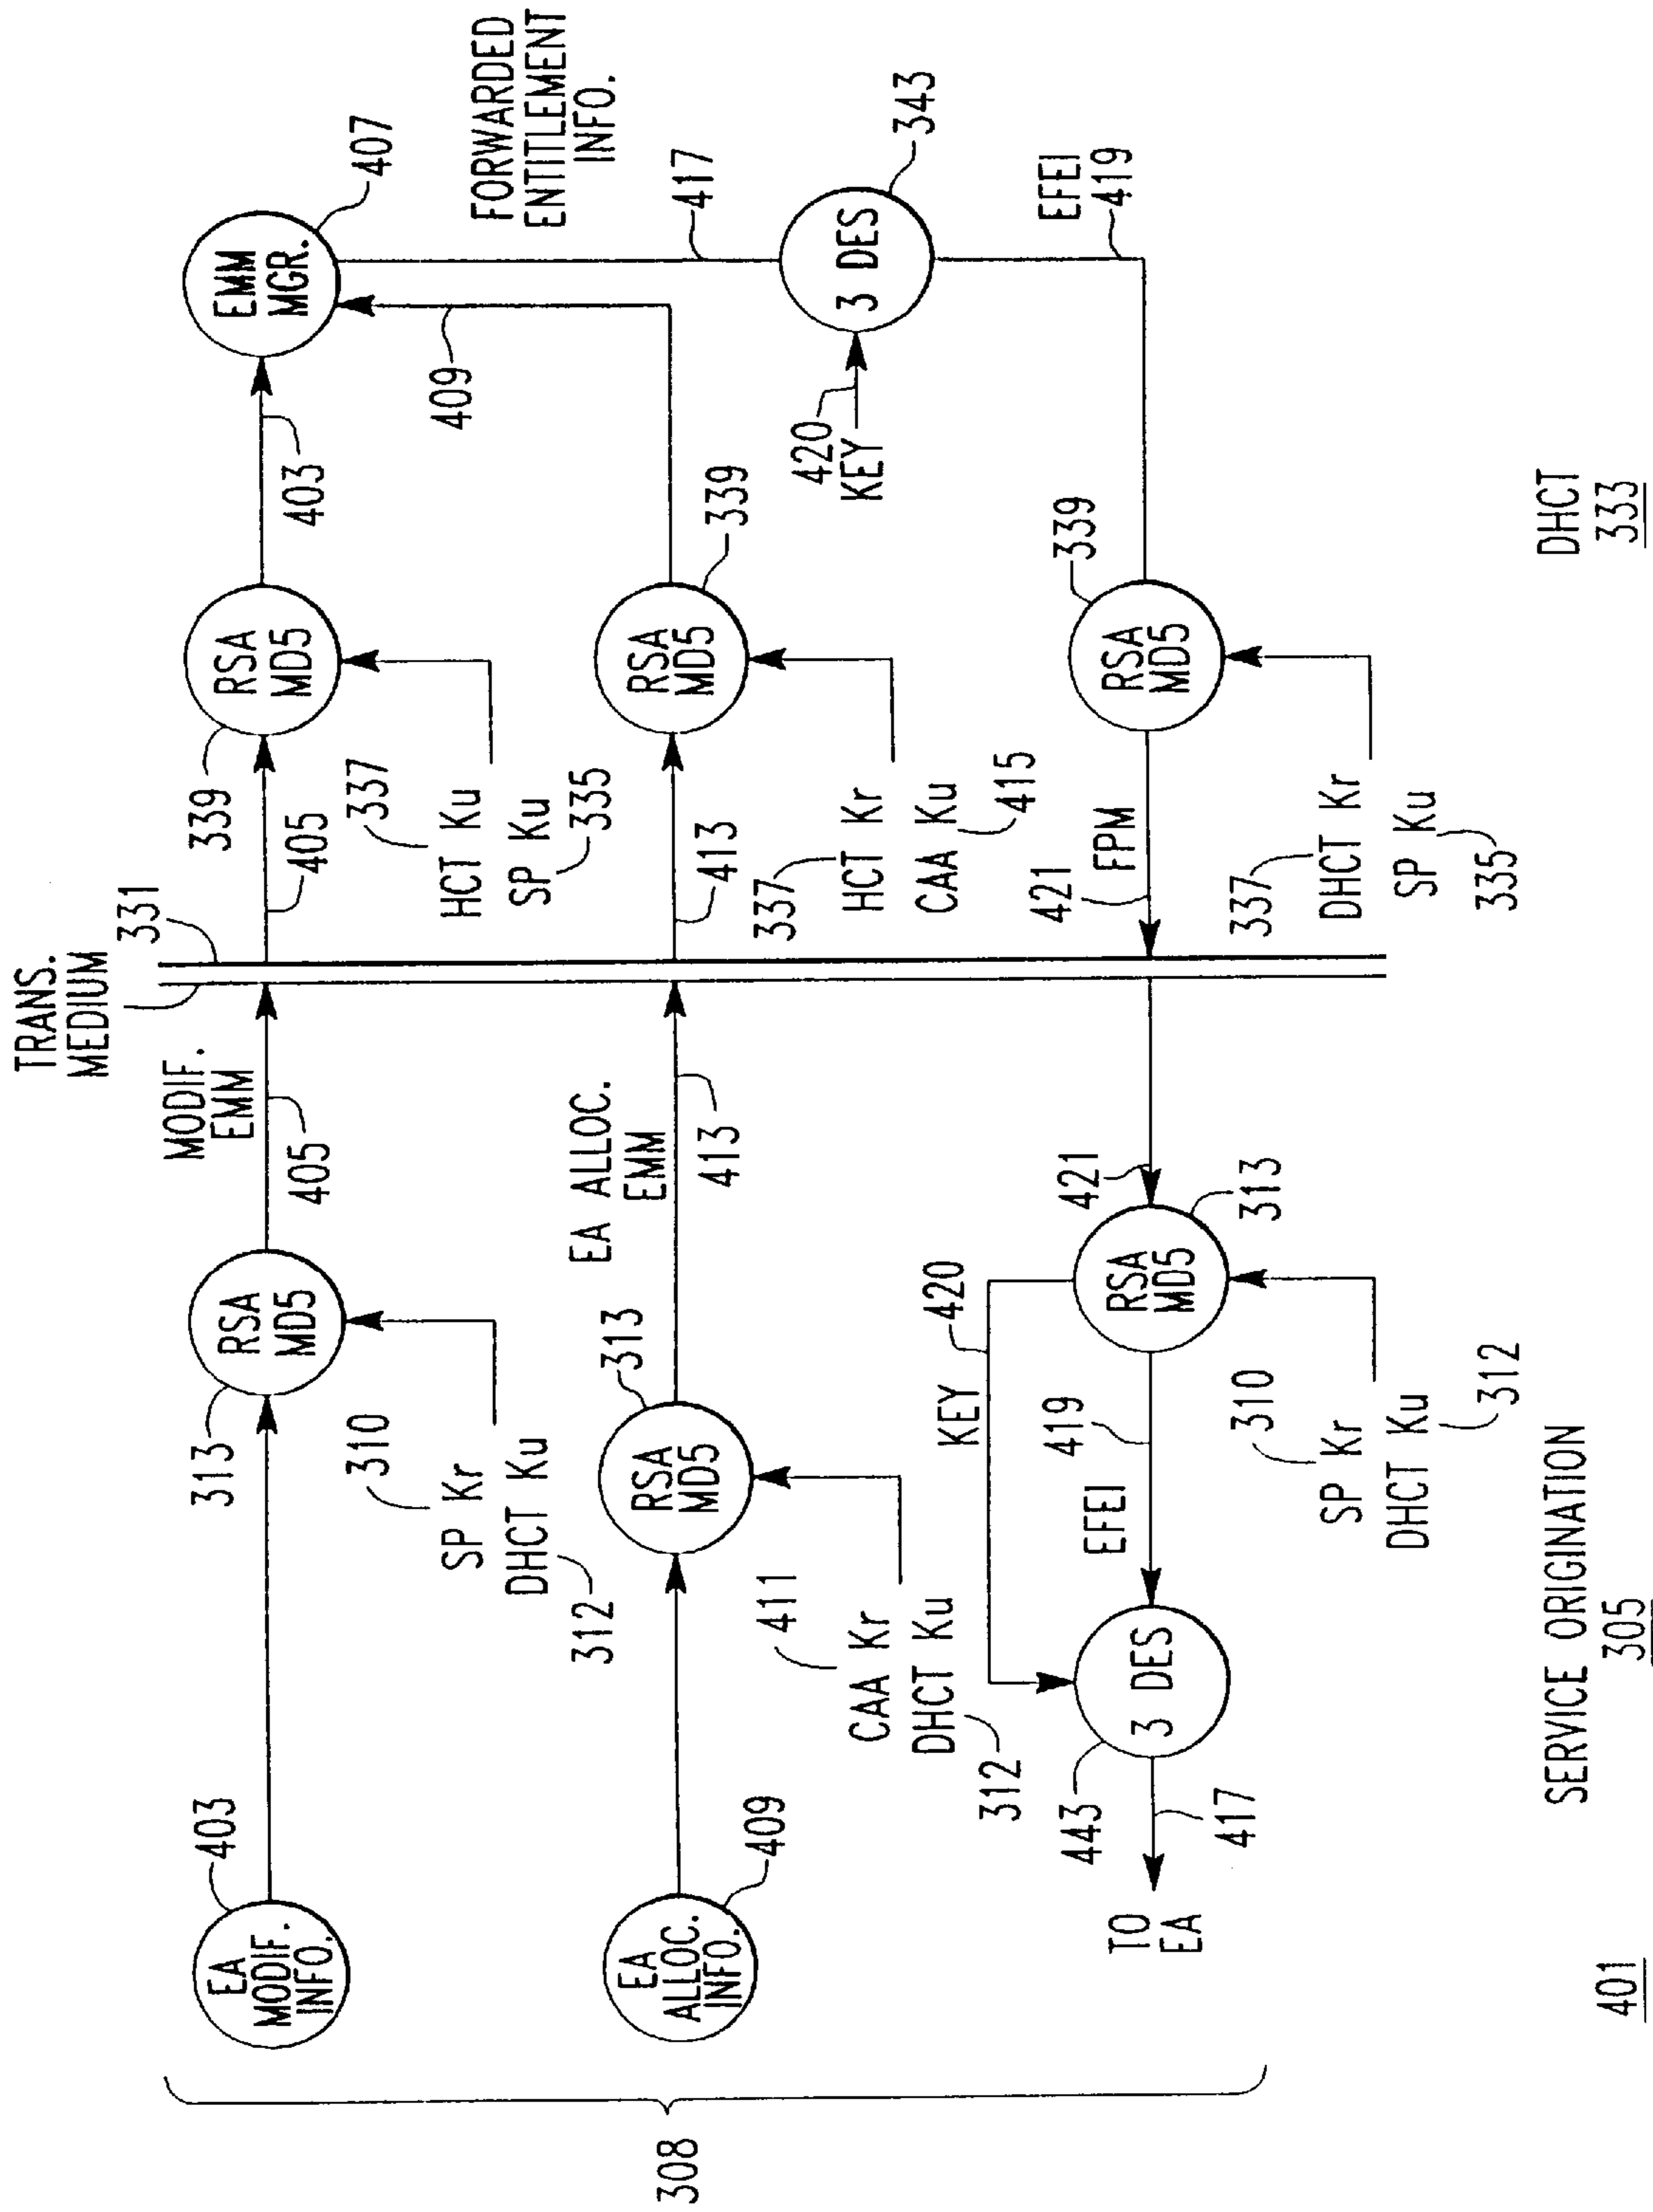 308
EA
MODIF.
INFO.
403
313
RSA
MD5
310
SP Kr
DHCT Ku
312
MODIF.
EMM
405
TRANS.
MEDIUM
331
405
339
RSA
MD5
337
HCT Ku
SP Ku
335
403
EMM
MGR.
407
409
EA
ALLOC.
INFO.
409
313
RSA
MD5
411
CAA Kr
DHCT Ku
312
EA ALLOC.
EMM
413
413
RSA
MD5
339
337
HCT Kr
CAA Ku
415
FORWARDED
ENTITLEMENT
INFO.
417
420
KEY
3 DES
343
EFEI
419
339
RSA
MD5
337
DHCT Kr
SP Ku
335
421
FPM
421
RSA
MD5
313
310
SP Kr
DHCT Ku
312
420
KEY
419
EFEI
3 DES
443
417
TO
EA
401
SERVICE ORIGINATION
305
DHCT
333